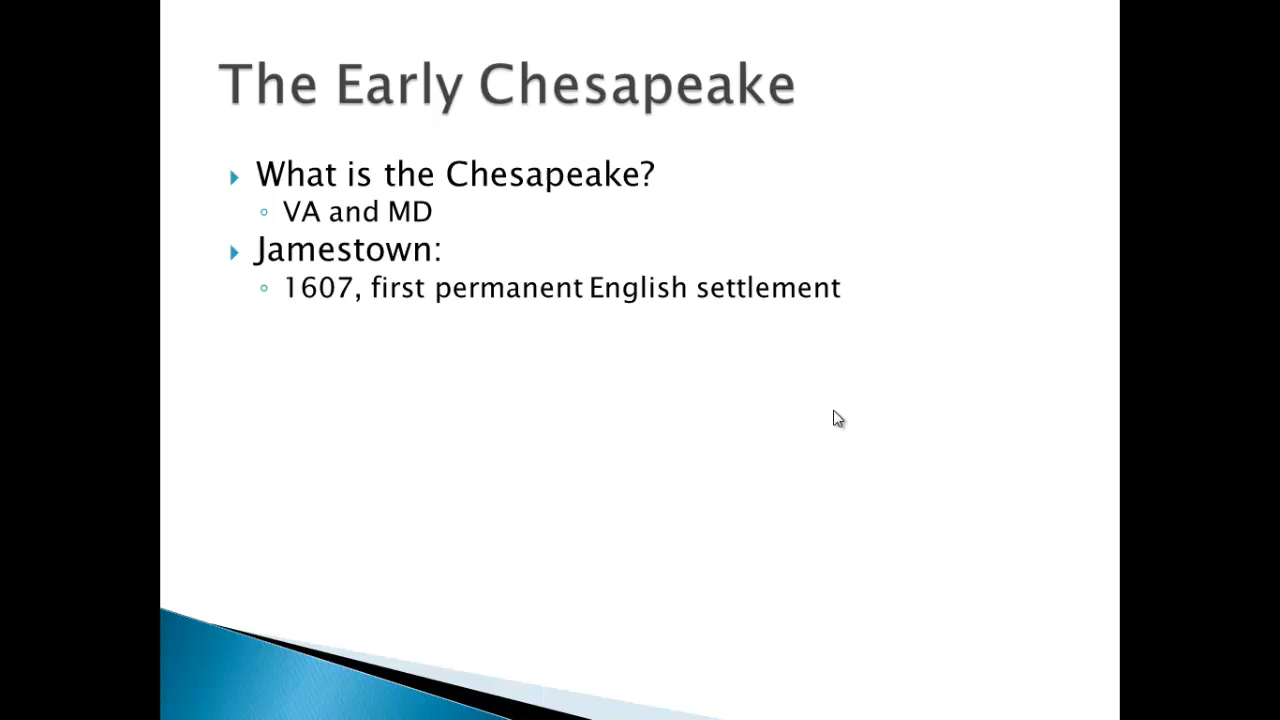 The Early Chesapeake
What is the Chesapeake?
VA and MD
Jamestown:
1607, first permanent English settlement